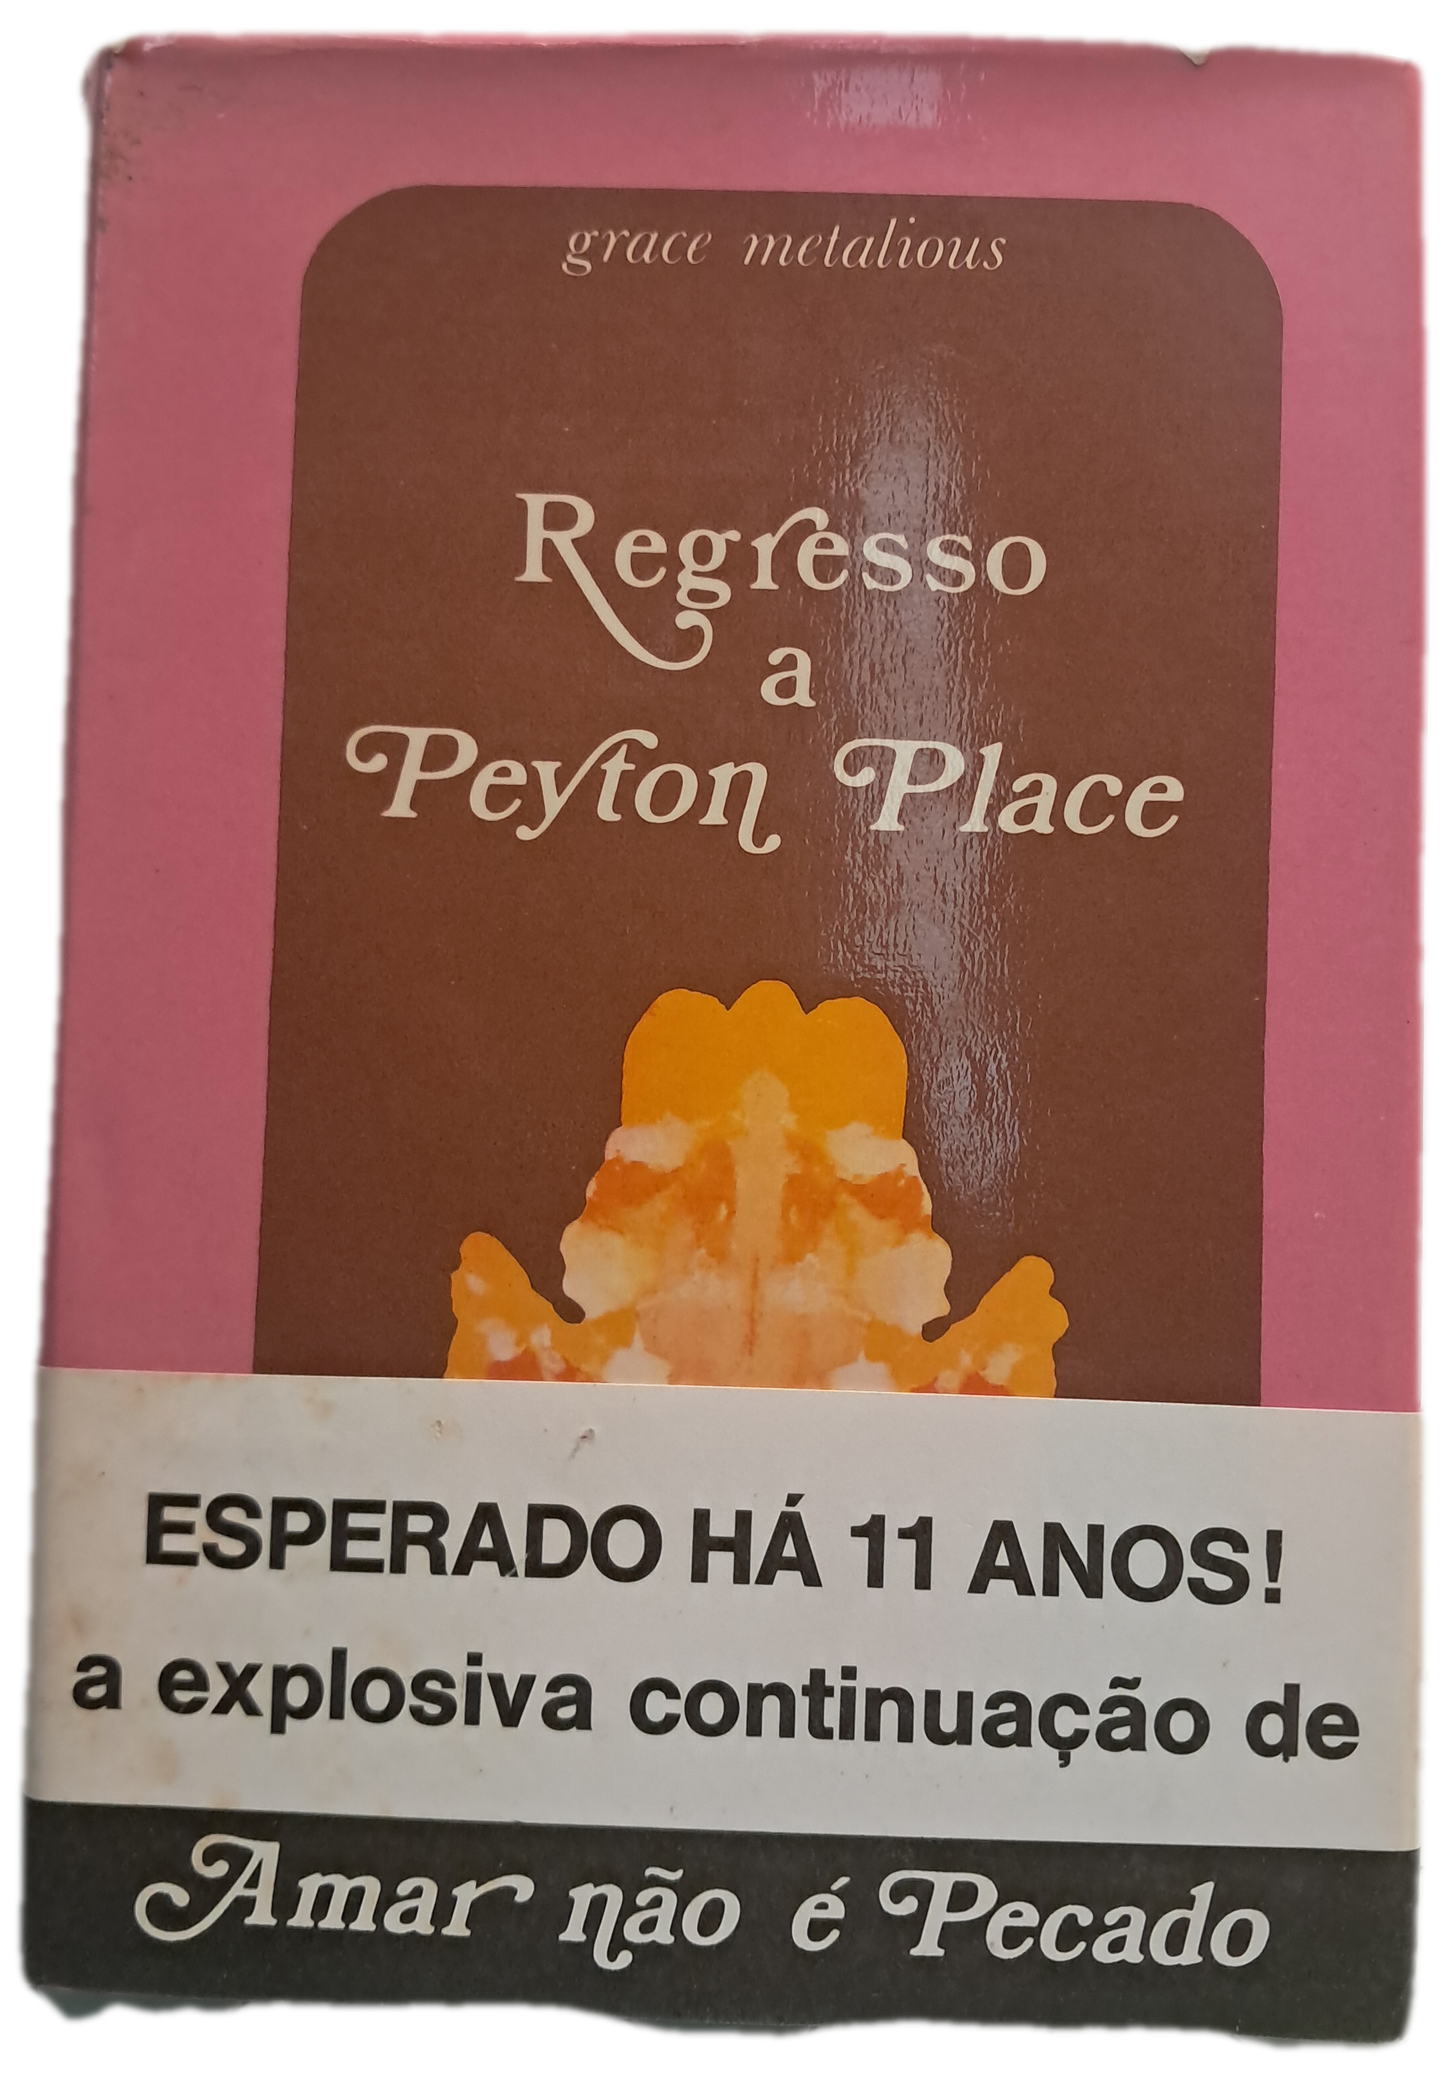 grace metalious
Regresso
a
Peyton Place
ESPERADO HÁ 11 ANOS!
a explosiva continuação de
Amar não é Pecado